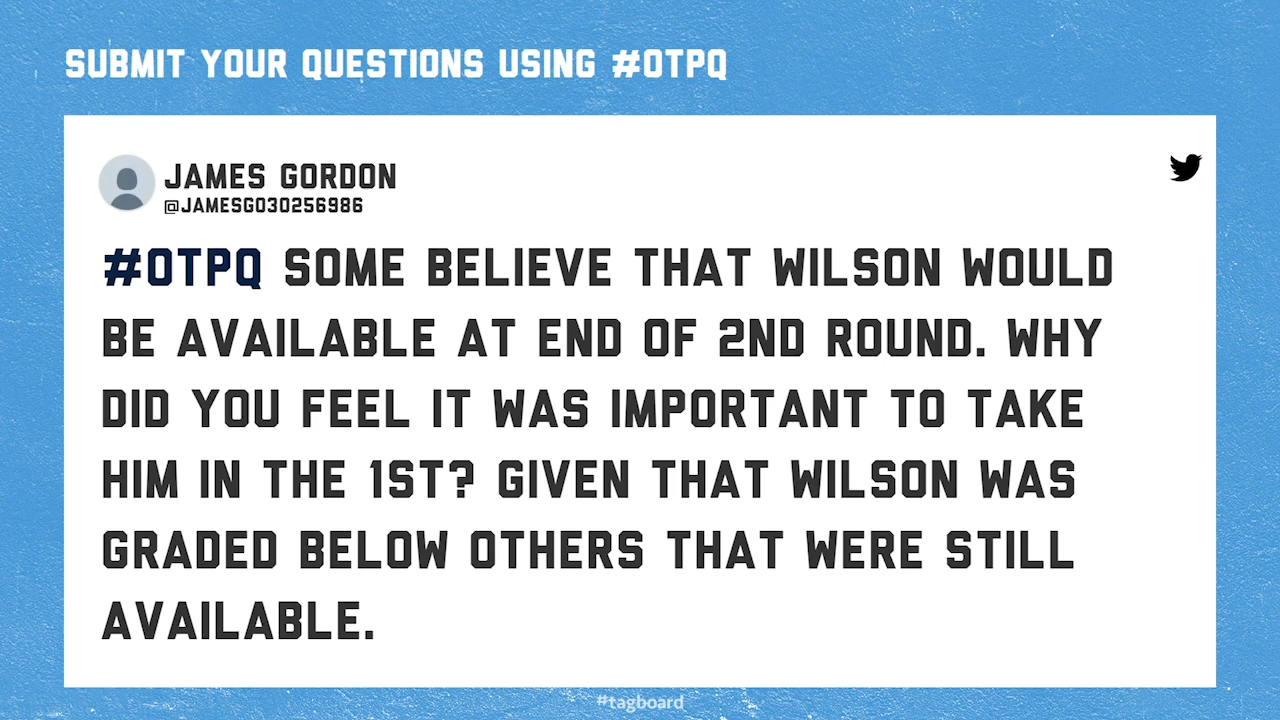 SUBMIT YOUR QUESTIONS USING #OTPQ
JAMES GORDON
@JAMESGO30256986
#OTPQ SOME BELIEVE THAT WILSON WOULD
BE AVAILABLE AT END OF 2ND ROUND. WHY
DID YOU FEEL IT WAS IMPORTANT TO TAKE
HIM IN THE 1ST? GIVEN THAT WILSON WAS
GRADED BELOW OTHERS THAT WERE STILL
AVAILABLE.
#tagboard